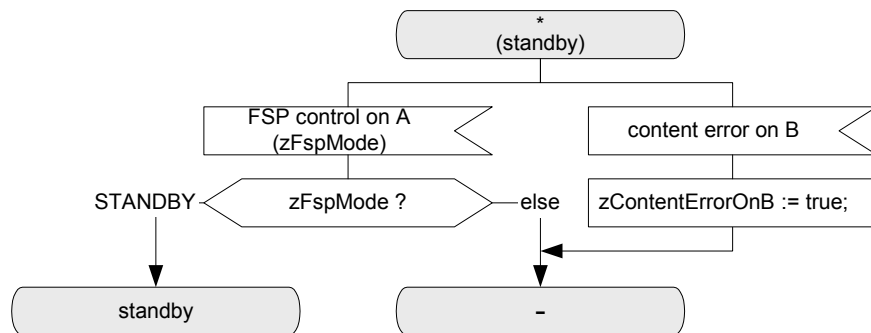 *
(standby)
FSP control on A
(zFspMode)
content error on B
STANDBY
zFspMode ?
else
zContentErrorOnB := true;
standby
-